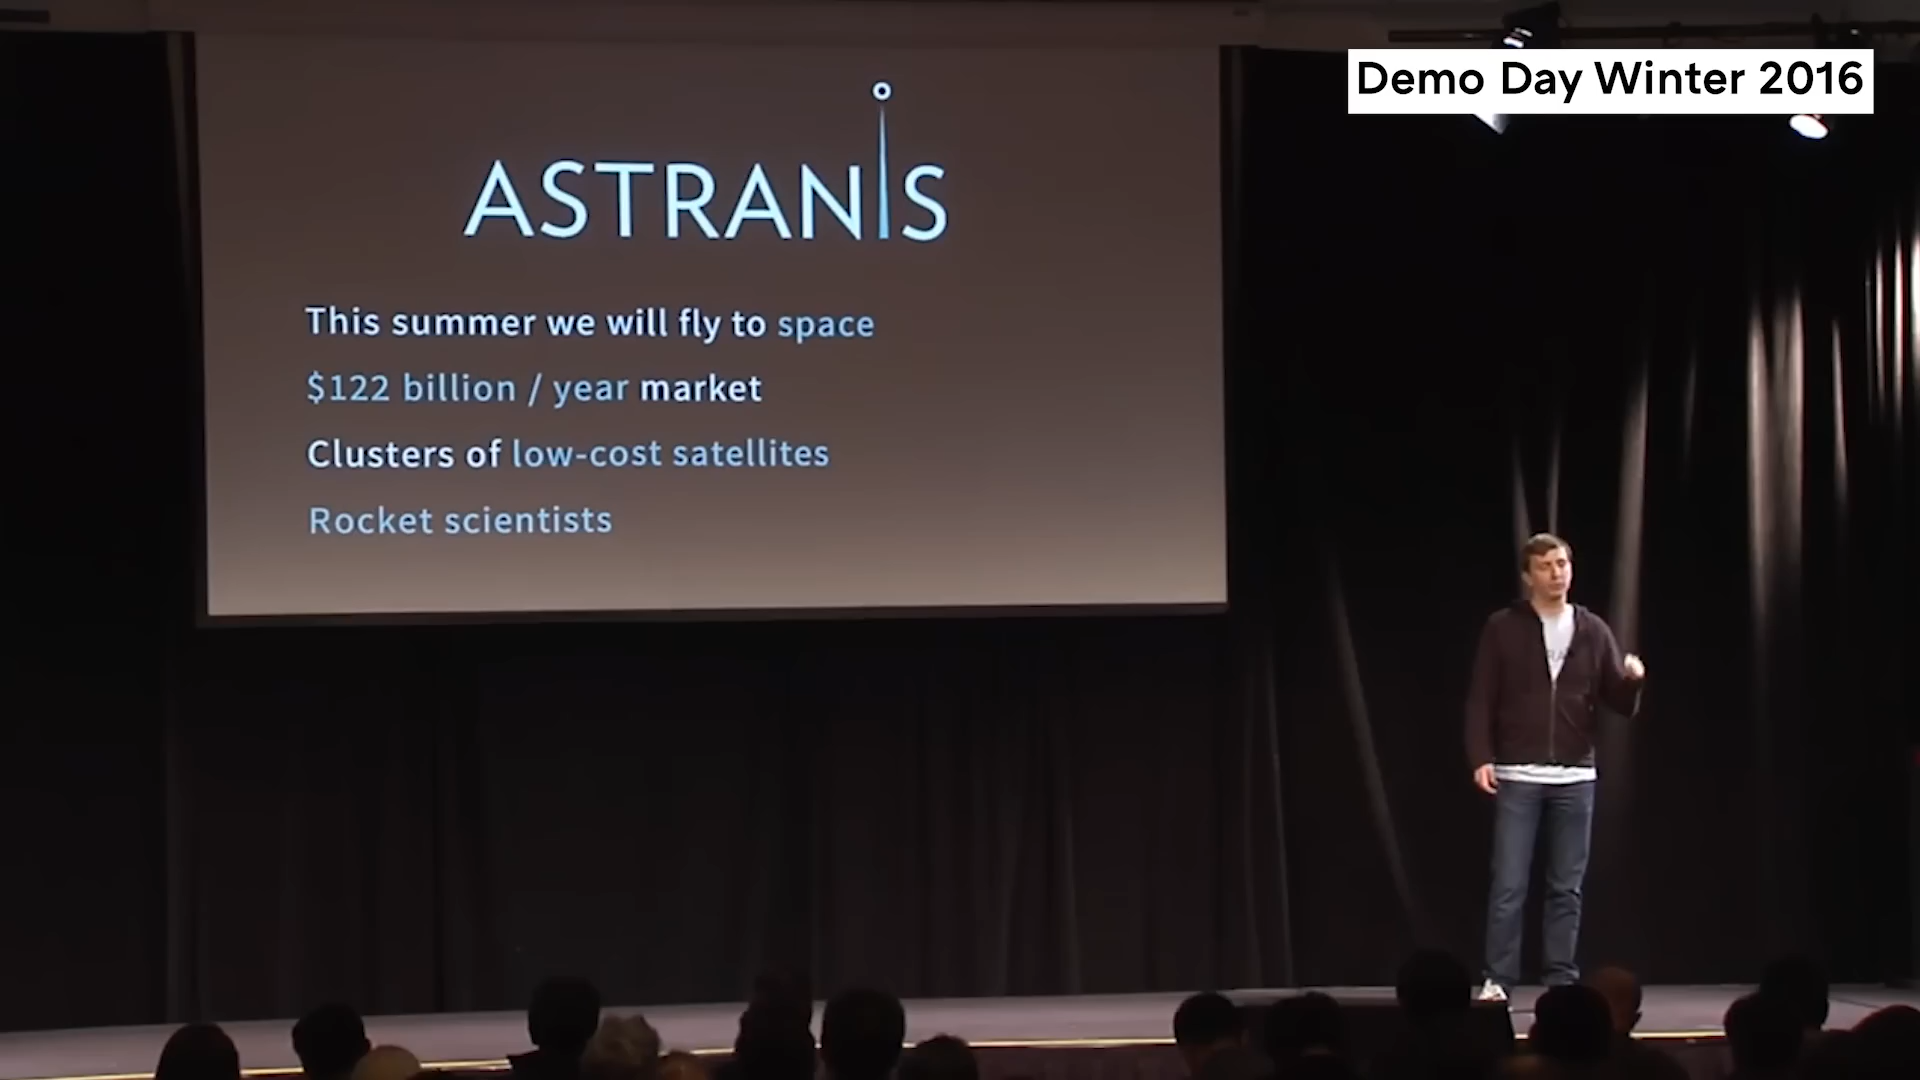 Demo Day Winter 2016
ASTRANIS
This summer we will fly to space
$122 billion / year market
Clusters of low-cost satellites
Rocket scientists